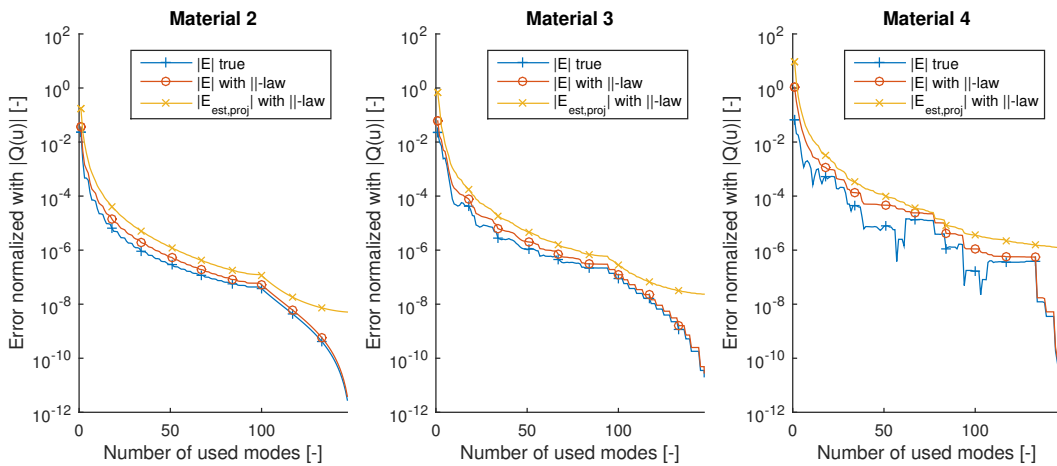 Material 2
Error normalized with |Q(u)| [-]
10^2
10^0
10^-2
10^-4
10^-6
10^-8
10^-10
10^-12
|E| true
|E| with ||-law
|E_est,proj| with ||-law
0
50
100
Number of used modes [-]
Material 3
Error normalized with |Q(u)| [-]
10^2
10^0
10^-2
10^-4
10^-6
10^-8
10^-10
10^-12
|E| true
|E| with ||-law
|E_est,proj| with ||-law
0
50
100
Number of used modes [-]
Material 4
Error normalized with |Q(u)| [-]
10^2
10^0
10^-2
10^-4
10^-6
10^-8
10^-10
10^-12
|E| true
|E| with ||-law
|E_est,proj| with ||-law
0
50
100
Number of used modes [-]